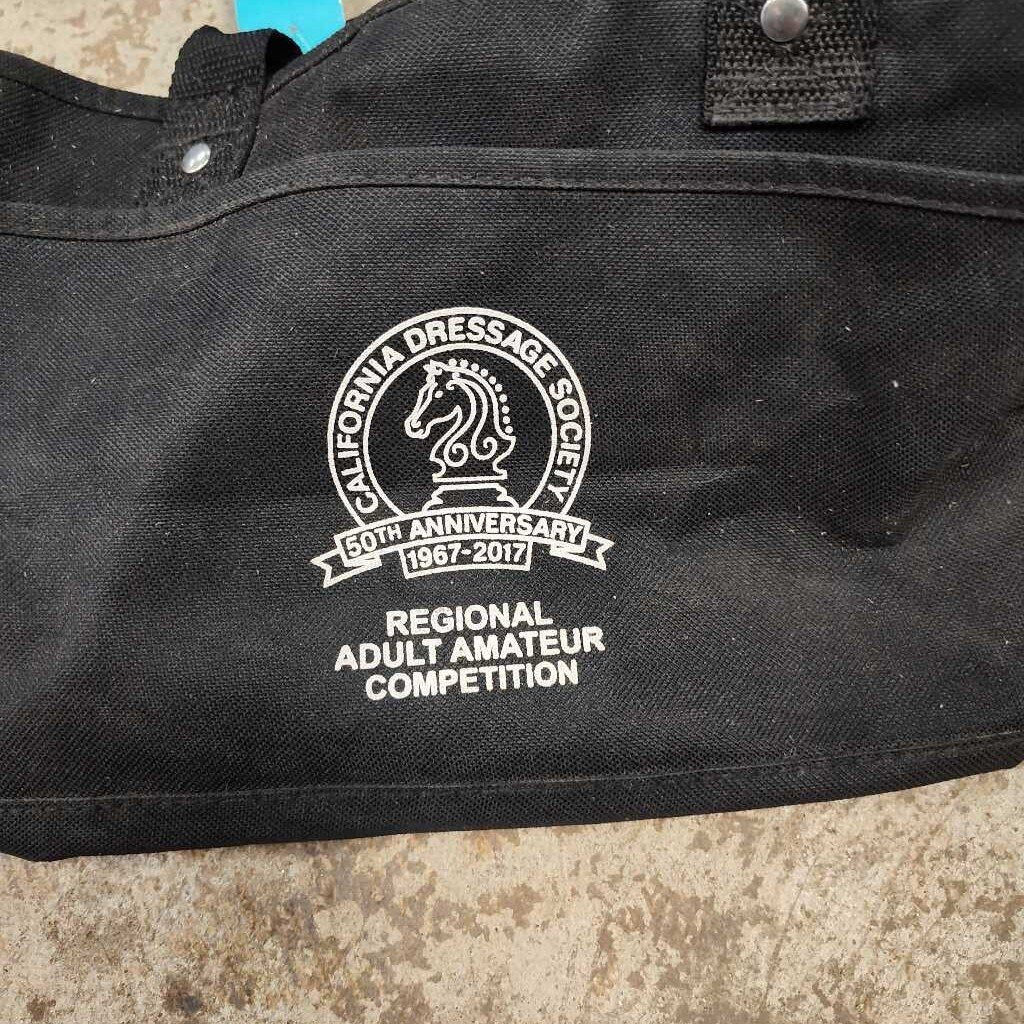 CALIFORNIA DRESSAGE SOCIETY
50TH ANNIVERSARY
1967-2017
REGIONAL
ADULT AMATEUR
COMPETITION